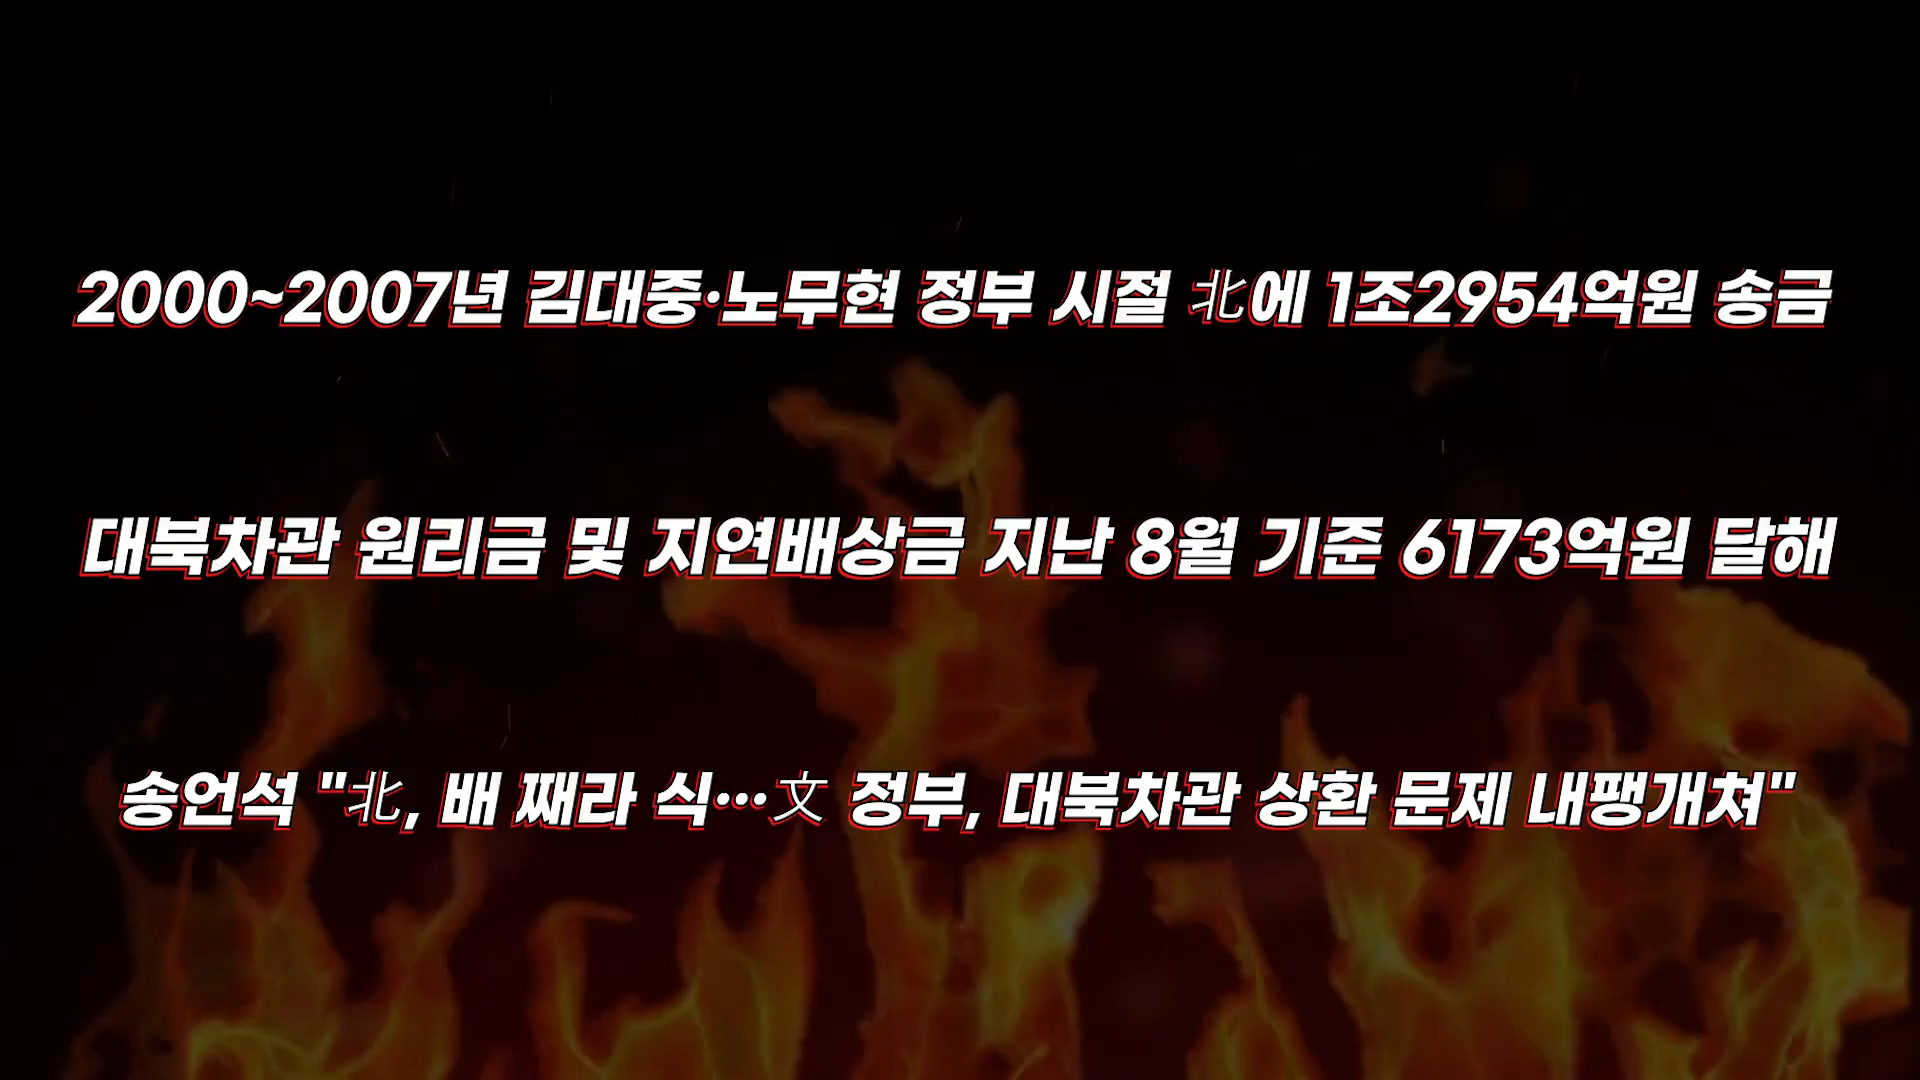 2000~2007년 김대중·노무현 정부 시절 北에 1조2954억원 송금
대북차관 원리금 및 지연배상금 지난 8월 기준 6173억원 달해
송언석 "北, 배 째라 식…文 정부, 대북차관 상환 문제 내팽개쳐"